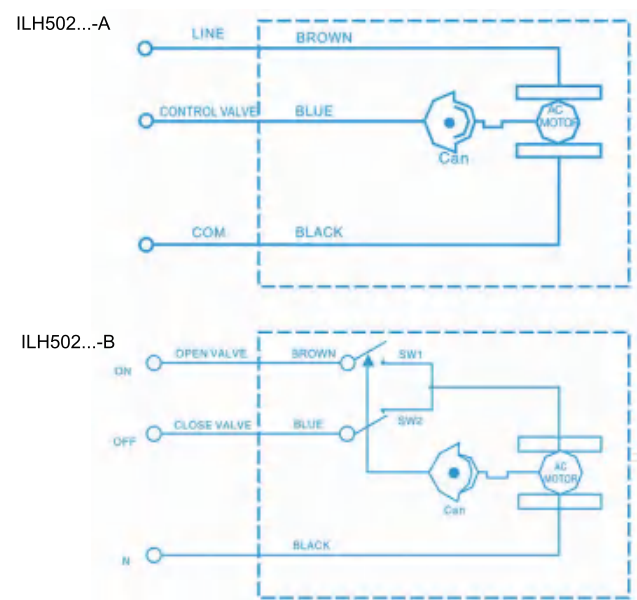 ILH502...-A
LINE BROWN
CONTROL VALVE BLUE
AC
MOTOR
Can
COM BLACK
ILH502...-B
OPEN VALVE BROWN SW1
ON
CLOSE VALVE BLUE SW2
OFF
AC
MOTOR
Can
BLACK
N